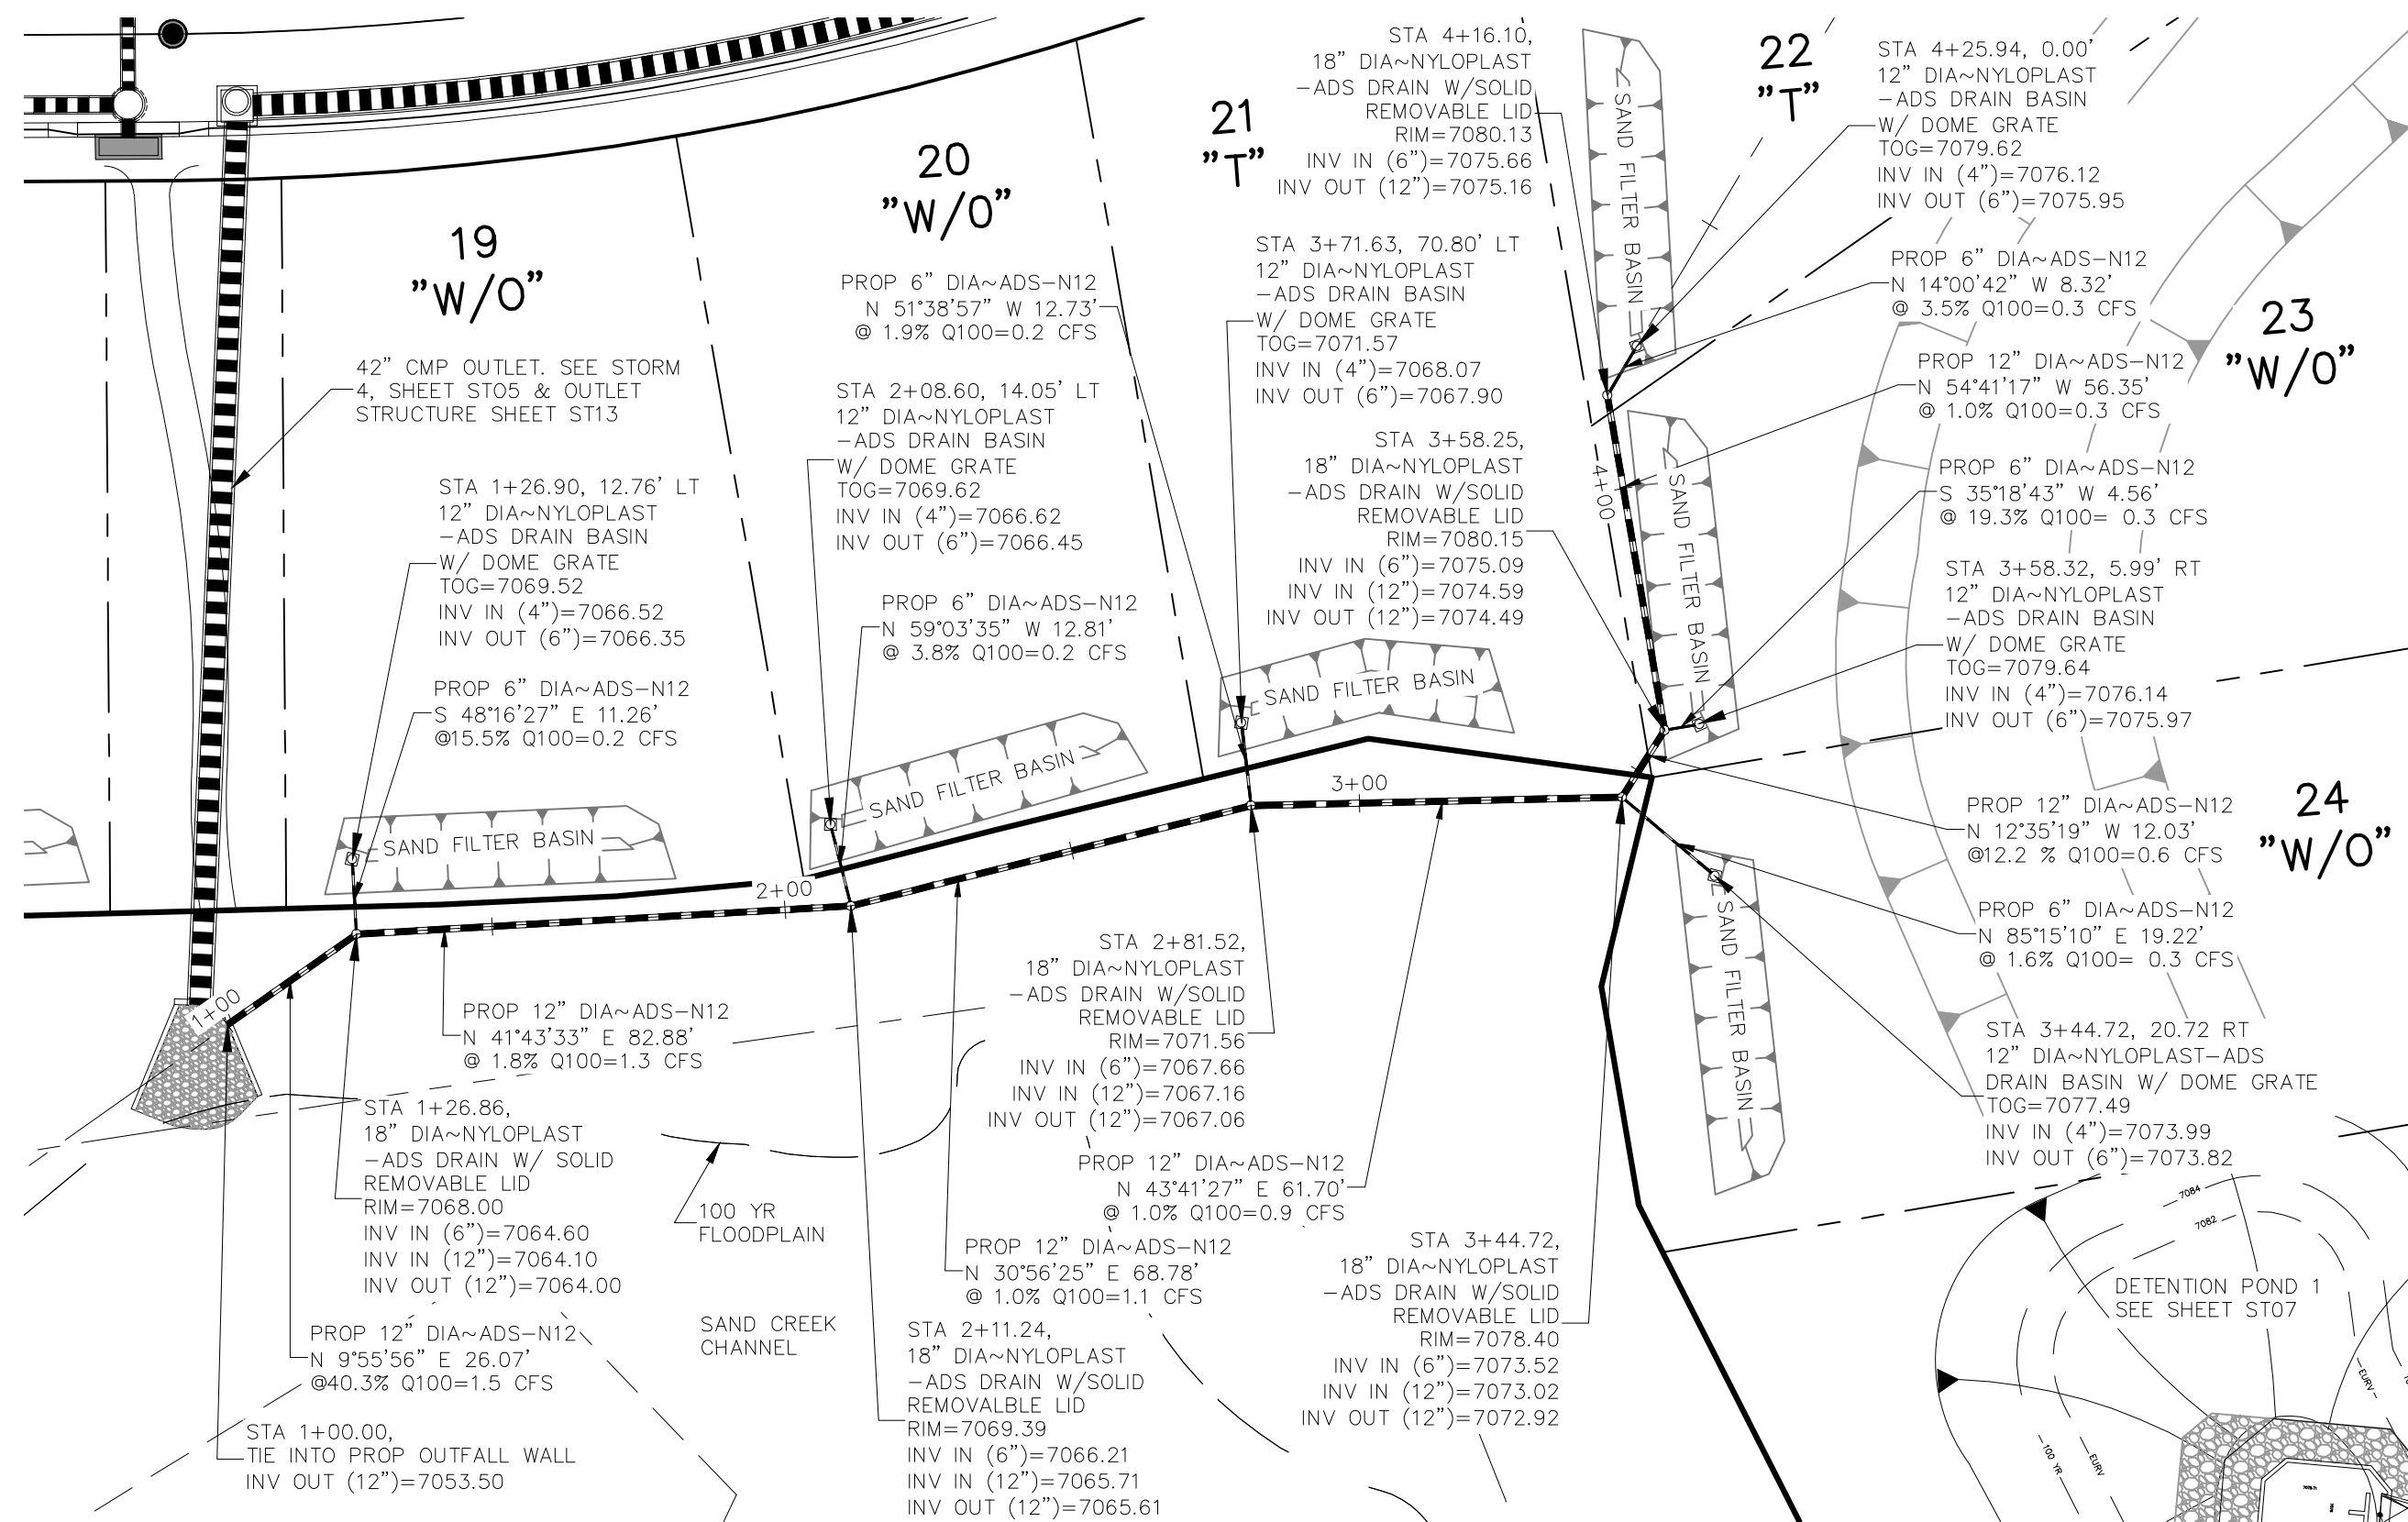 19
"W/O"
20
"W/O"
21
"T"
22
"T"
23
"W/O"
24
"W/O"
42" CMP OUTLET. SEE STORM
4, SHEET ST05 & OUTLET
STRUCTURE SHEET ST13
STA 1+26.90, 12.76' LT
12" DIA~NYLOPLAST
-ADS DRAIN BASIN
W/ DOME GRATE
TOG=7069.52
INV IN (4")=7066.52
INV OUT (6")=7066.35
PROP 6" DIA~ADS-N12
S 48°16'27" E 11.26'
@15.5% Q100=0.2 CFS
PROP 6" DIA~ADS-N12
N 51°38'57" W 12.73'
@ 1.9% Q100=0.2 CFS
STA 2+08.60, 14.05' LT
12" DIA~NYLOPLAST
-ADS DRAIN BASIN
W/ DOME GRATE
TOG=7069.62
INV IN (4")=7066.62
INV OUT (6")=7066.45
PROP 6" DIA~ADS-N12
N 59°03'35" W 12.81'
@ 3.8% Q100=0.2 CFS
STA 4+16.10,
18" DIA~NYLOPLAST
-ADS DRAIN W/SOLID
REMOVABLE LID
RIM=7080.13
INV IN (6")=7075.66
INV OUT (12")=7075.16
STA 3+71.63, 70.80' LT
12" DIA~NYLOPLAST
-ADS DRAIN BASIN
W/ DOME GRATE
TOG=7071.57
INV IN (4")=7068.07
INV OUT (6")=7067.90
STA 3+58.25,
18" DIA~NYLOPLAST
-ADS DRAIN W/SOLID
REMOVABLE LID
RIM=7080.15
INV IN (6")=7075.09
INV IN (12")=7074.59
INV OUT (12")=7074.49
STA 4+25.94, 0.00'
12" DIA~NYLOPLAST
-ADS DRAIN BASIN
W/ DOME GRATE
TOG=7079.62
INV IN (4")=7076.12
INV OUT (6")=7075.95
PROP 6" DIA~ADS-N12
N 14°00'42" W 8.32'
@ 3.5% Q100=0.3 CFS
PROP 12" DIA~ADS-N12
N 54°41'17" W 56.35'
@ 1.0% Q100=0.3 CFS
PROP 6" DIA~ADS-N12
S 35°18'43" W 4.56'
@ 19.3% Q100= 0.3 CFS
STA 3+58.32, 5.99' RT
12" DIA~NYLOPLAST
-ADS DRAIN BASIN
W/ DOME GRATE
TOG=7079.64
INV IN (4")=7076.14
INV OUT (6")=7075.97
PROP 12" DIA~ADS-N12
N 12°35'19" W 12.03'
@12.2 % Q100=0.6 CFS
PROP 6" DIA~ADS-N12
N 85°15'10" E 19.22'
@ 1.6% Q100= 0.3 CFS
STA 3+44.72, 20.72 RT
12" DIA~NYLOPLAST-ADS
DRAIN BASIN W/ DOME GRATE
TOG=7077.49
INV IN (4")=7073.99
INV OUT (6")=7073.82
SAND FILTER BASIN
SAND FILTER BASIN
SAND FILTER BASIN
SAND FILTER BASIN
SAND FILTER BASIN
SAND FILTER BASIN
1+00
2+00
3+00
4+00
PROP 12" DIA~ADS-N12
N 41°43'33" E 82.88'
@ 1.8% Q100=1.3 CFS
STA 1+26.86,
18" DIA~NYLOPLAST
-ADS DRAIN W/ SOLID
REMOVABLE LID
RIM=7068.00
INV IN (6")=7064.60
INV IN (12")=7064.10
INV OUT (12")=7064.00
PROP 12" DIA~ADS-N12
N 9°55'56" E 26.07'
@40.3% Q100=1.5 CFS
STA 1+00.00,
TIE INTO PROP OUTFALL WALL
INV OUT (12")=7053.50
100 YR
FLOODPLAIN
SAND CREEK
CHANNEL
STA 2+81.52,
18" DIA~NYLOPLAST
-ADS DRAIN W/SOLID
REMOVABLE LID
RIM=7071.56
INV IN (6")=7067.66
INV IN (12")=7067.16
INV OUT (12")=7067.06
PROP 12" DIA~ADS-N12
N 43°41'27" E 61.70'
@ 1.0% Q100=0.9 CFS
PROP 12" DIA~ADS-N12
N 30°56'25" E 68.78'
@ 1.0% Q100=1.1 CFS
STA 2+11.24,
18" DIA~NYLOPLAST
-ADS DRAIN W/SOLID
REMOVALBLE LID
RIM=7069.39
INV IN (6")=7066.21
INV IN (12")=7065.71
INV OUT (12")=7065.61
STA 3+44.72,
18" DIA~NYLOPLAST
-ADS DRAIN W/SOLID
REMOVABLE LID
RIM=7078.40
INV IN (6")=7073.52
INV IN (12")=7073.02
INV OUT (12")=7072.92
7084
7082
DETENTION POND 1
SEE SHEET ST07
EURV
100 YR
EURV